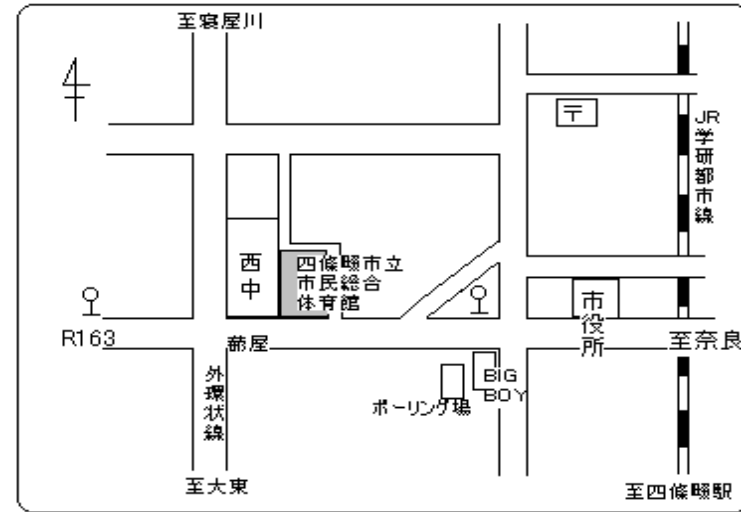 至寝屋川
〒
JR学研都市線
西中
四條畷市立
市民総合
体育館
市役所
R163
蔀屋
至奈良
外環状線
BIG
BOY
ボーリング場
至大東
至四條畷駅